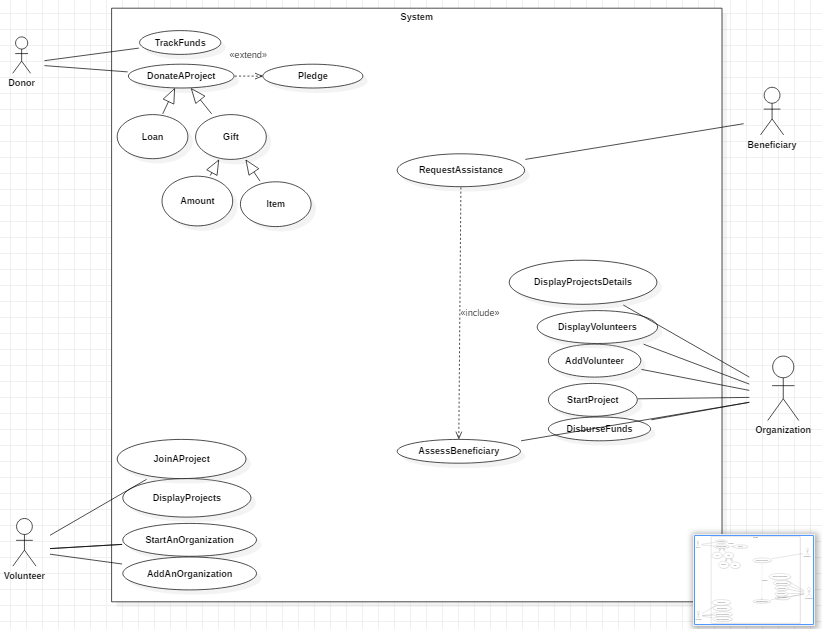 System
TrackFunds
«extend»
Donor
DonateAProject
Pledge
Loan
Gift
Beneficiary
RequestAssistance
Amount
Item
DisplayProjectsDetails
«include»
DisplayVolunteers
AddVolunteer
StartProject
DisburseFunds
Organization
AssessBeneficiary
JoinAProject
DisplayProjects
StartAnOrganization
Volunteer
AddAnOrganization